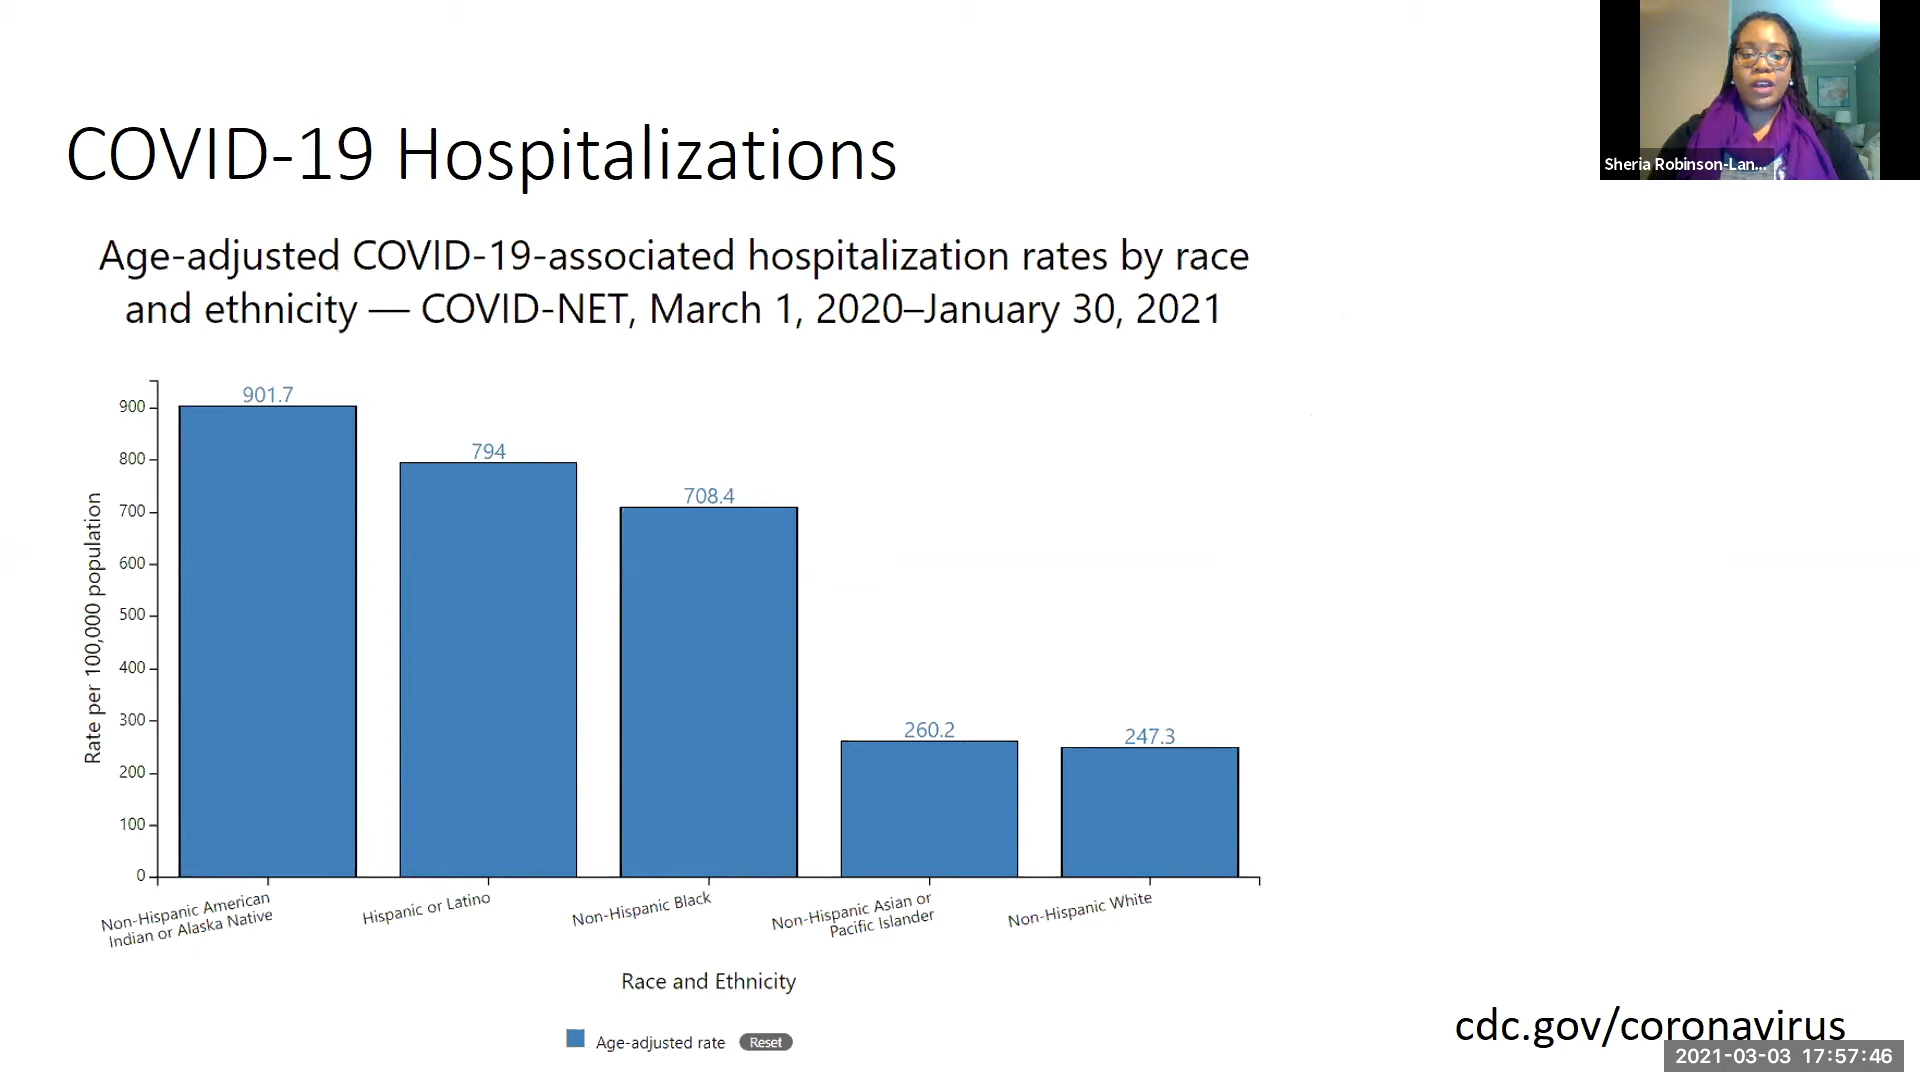 COVID-19 Hospitalizations
Sheria Robinson-Lan...
Age-adjusted COVID-19-associated hospitalization rates by race
and ethnicity — COVID-NET, March 1, 2020–January 30, 2021
Rate per 100,000 population
900
800
700
600
500
400
300
200
100
0
901.7
794
708.4
260.2
247.3
Non-Hispanic American
Indian or Alaska Native
Hispanic or Latino
Non-Hispanic Black
Non-Hispanic Asian or
Pacific Islander
Non-Hispanic White
Race and Ethnicity
Age-adjusted rate
Reset
cdc.gov/coronavirus
2021-03-03 17:57:46